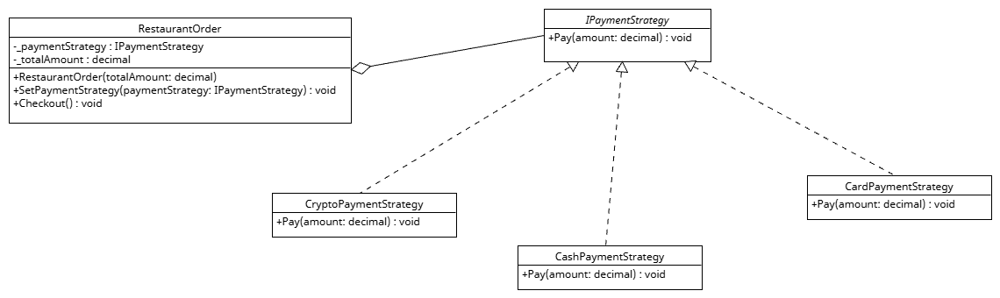 RestaurantOrder
-_paymentStrategy : IPaymentStrategy
-_totalAmount : decimal
+RestaurantOrder(totalAmount: decimal)
+SetPaymentStrategy(paymentStrategy: IPaymentStrategy) : void
+Checkout() : void
IPaymentStrategy
+Pay(amount: decimal) : void
CryptoPaymentStrategy
+Pay(amount: decimal) : void
CashPaymentStrategy
+Pay(amount: decimal) : void
CardPaymentStrategy
+Pay(amount: decimal) : void